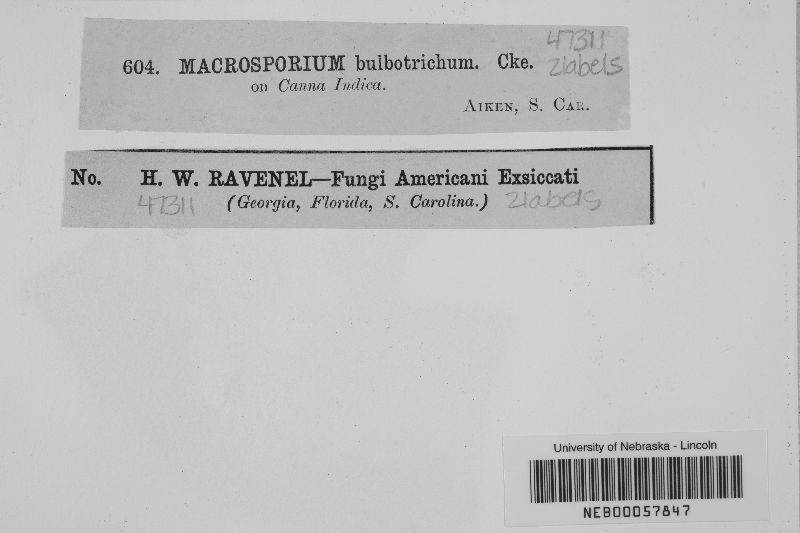 47311
604. MACROSPORIUM bulbotrichum. Cke. 2labels
on Canna Indica.
AIKEN, S. CAR.
No. H. W. RAVENEL—Fungi Americani Exsiccati
47311 (Georgia, Florida, S. Carolina.) 2labels
University of Nebraska - Lincoln
NEB00057847